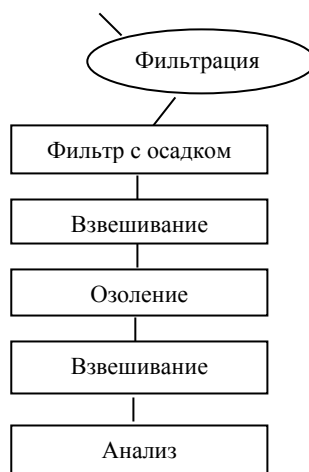 Фильтрация
Фильтр с осадком
Взвешивание
Озоление
Взвешивание
Анализ